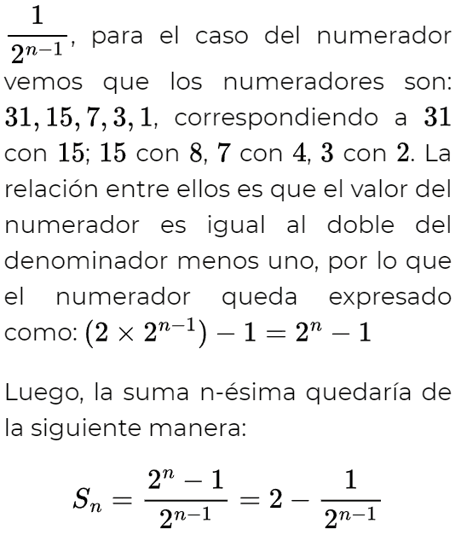 1/2^{n−1}, para el caso del numerador
vemos que los numeradores son:
31, 15, 7, 3, 1, correspondiendo a 31
con 15; 15 con 8, 7 con 4, 3 con 2. La
relación entre ellos es que el valor del
numerador es igual al doble del
denominador menos uno, por lo que
el numerador queda expresado
como: (2 × 2^{n−1}) − 1 = 2^n − 1
Luego, la suma n-ésima quedaría de
la siguiente manera:
S_n = (2^n − 1)/2^{n−1} = 2 − 1/2^{n−1}